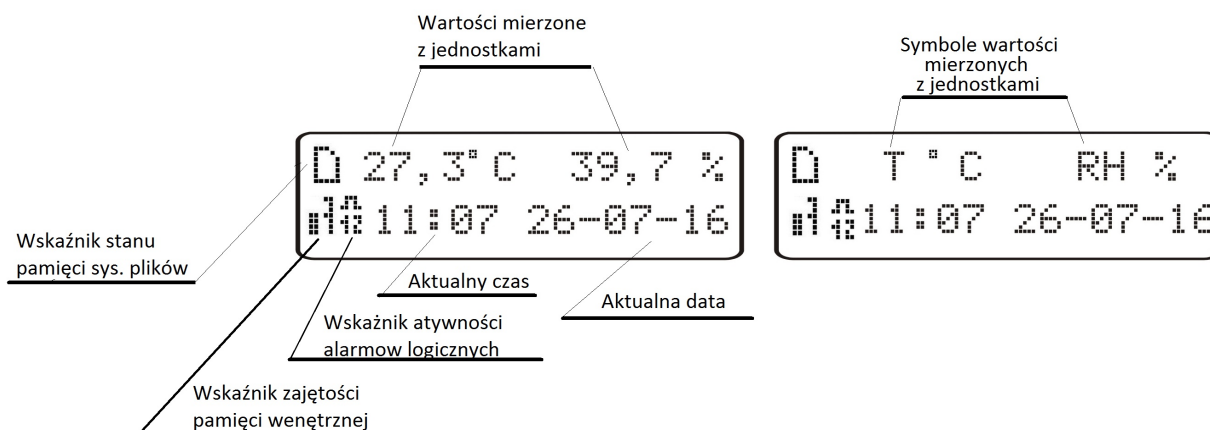 Wartości mierzone
z jednostkami
Symbole wartości
mierzonych
z jednostkami
27,3°C 39,7 %
11:07 26-07-16
T °C RH %
11:07 26-07-16
Wskaźnik stanu
pamięci sys. plików
Aktualny czas
Aktualna data
Wskażnik atywności
alarmow logicznych
Wskaźnik zajętości
pamięci wenętrznej